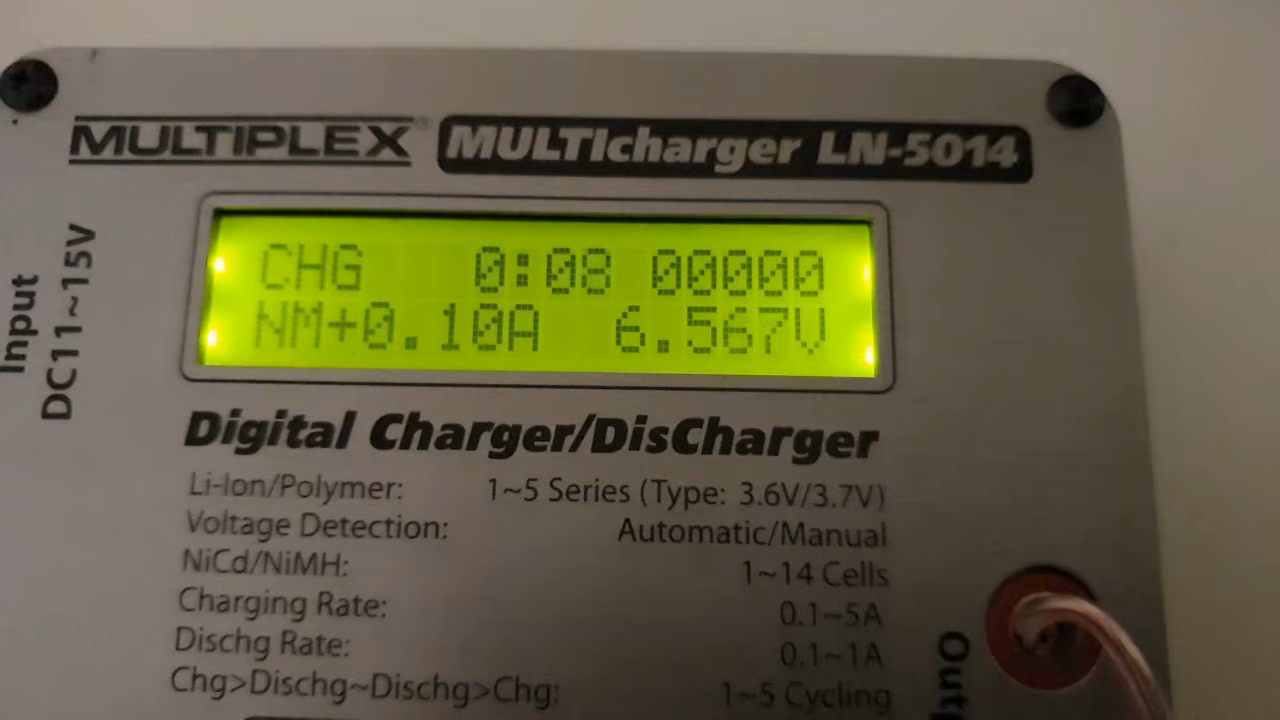 MULTIPLEX® MULTIcharger LN-5014
Input
DC11~15V
CHG 0:08 00000
NM+0.10A 6.567V
Digital Charger/DisCharger
Li-Ion/Polymer: 1~5 Series (Type: 3.6V/3.7V)
Voltage Detection: Automatic/Manual
NiCd/NiMH: 1~14 Cells
Charging Rate: 0.1~5A
Dischg Rate: 0.1~1A
Chg>Dischg~Dischg>Chg: 1~5 Cycling